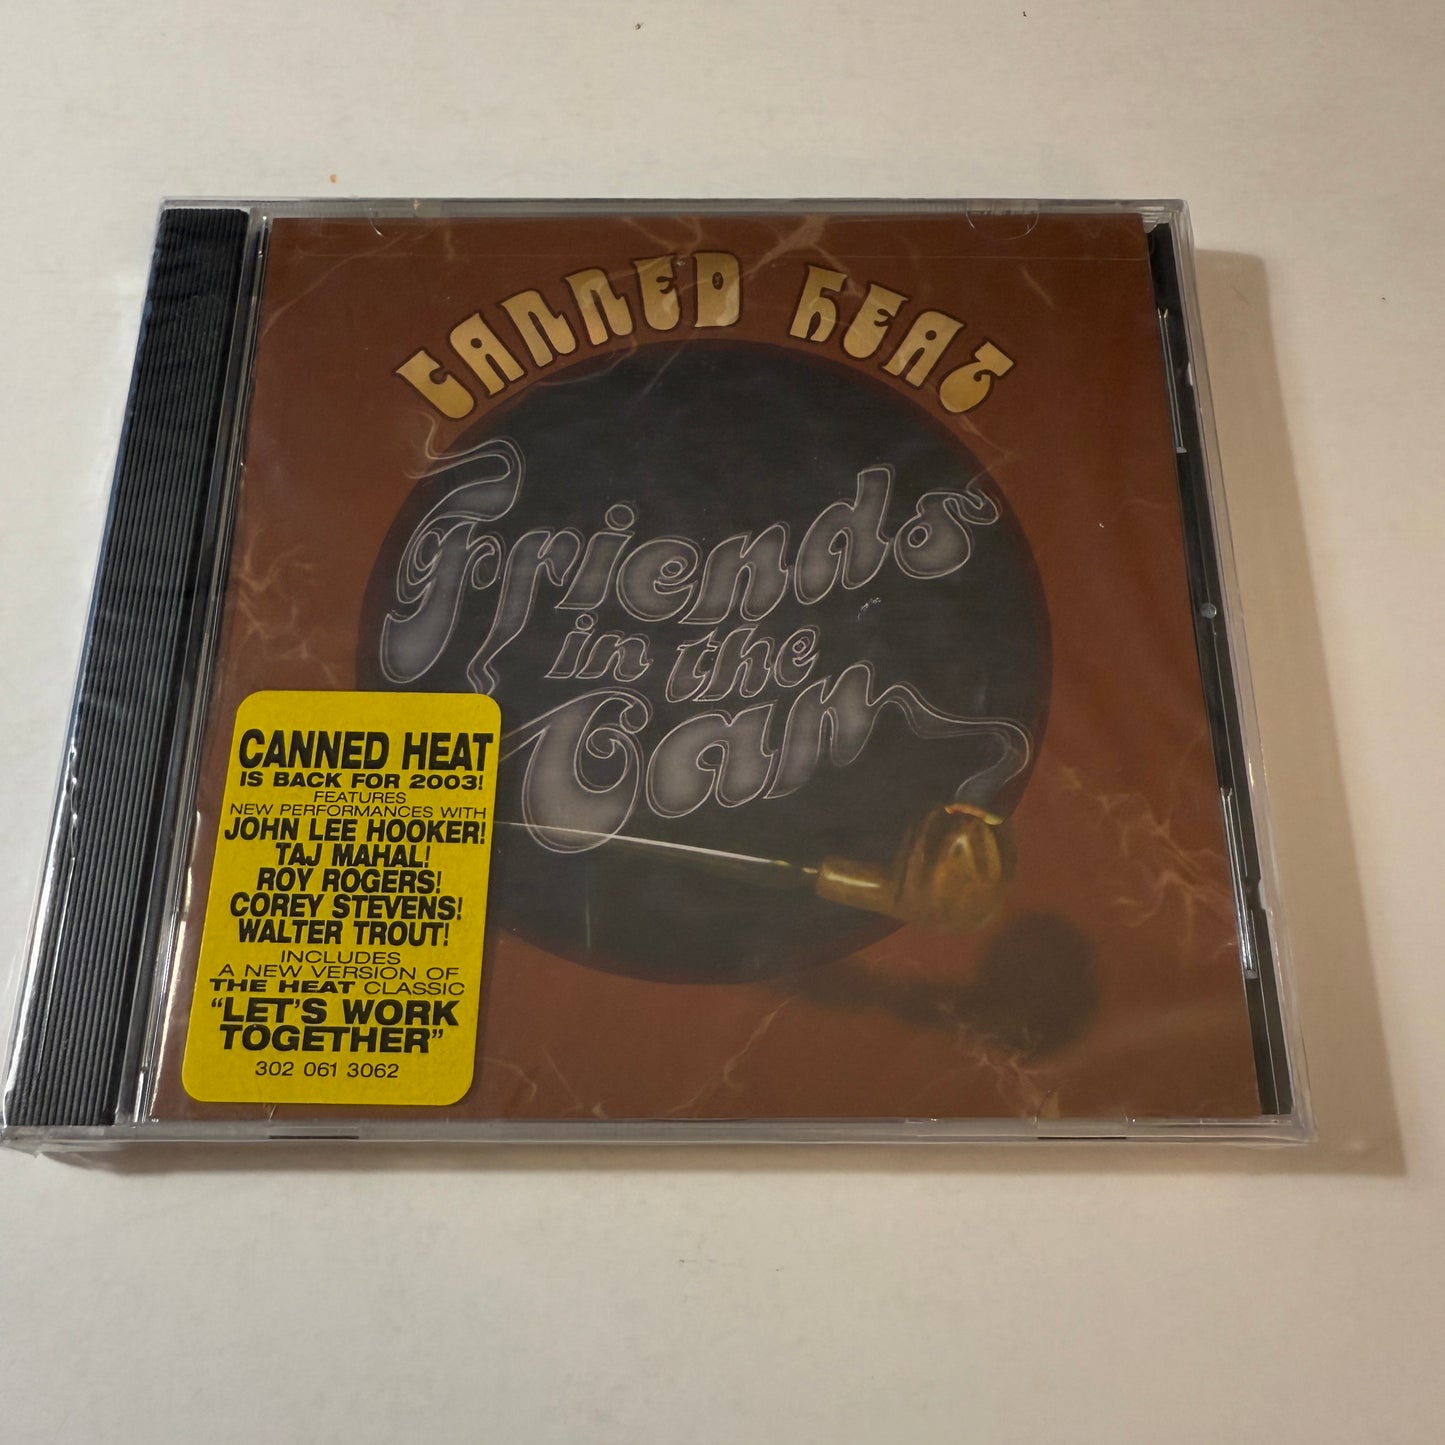 CANNED HEAT
Friends
in the
Can
CANNED HEAT
IS BACK FOR 2003!
FEATURES
NEW PERFORMANCES WITH
JOHN LEE HOOKER!
TAJ MAHAL!
ROY ROGERS!
COREY STEVENS!
WALTER TROUT!
INCLUDES
A NEW VERSION OF
THE HEAT CLASSIC
"LET'S WORK
TOGETHER"
302 061 3062